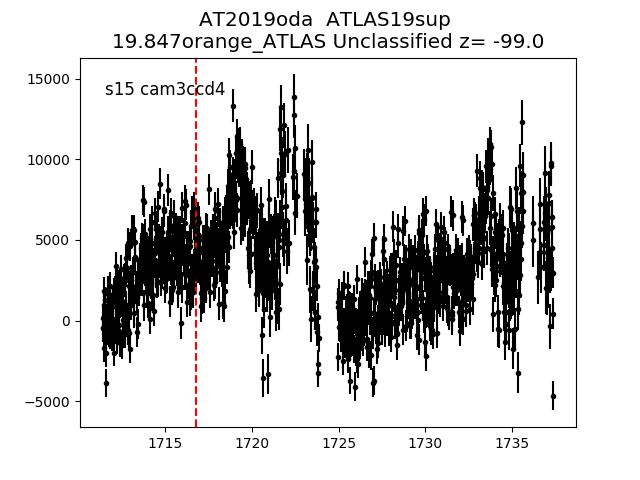 AT2019oda  ATLAS19sup
19.847orange_ATLAS Unclassified z= -99.0
s15 cam3ccd4
15000
10000
5000
0
−5000
1715 1720 1725 1730 1735